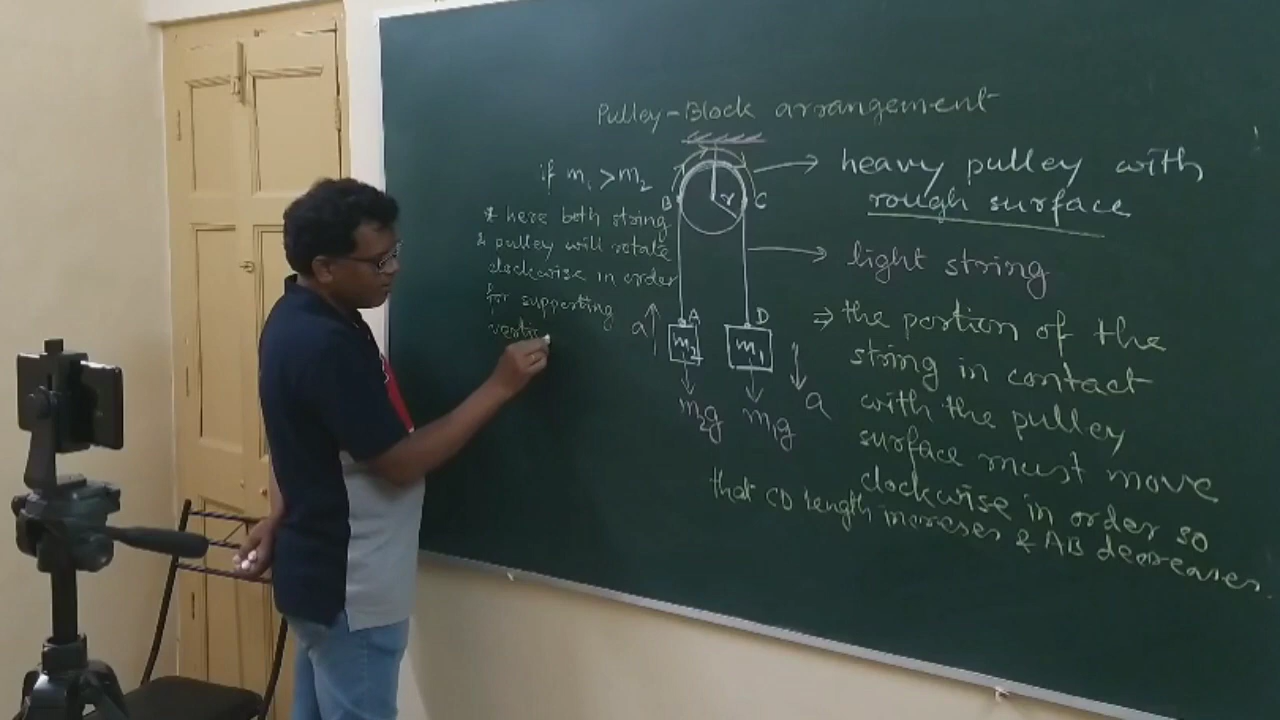 Pulley-Block arrangement
if m₁ > m₂
* here both string
& pulley will rotate
clockwise in order
for supporting
vertic
B
r
C
A
D
m₂
m₁
a
a
m₂g
m₁g
→ heavy pulley with
rough surface
→ light string
⇒ the portion of the
string in contact
with the pulley
surface must move
clockwise in order so
that CD length increases & AB decreases.